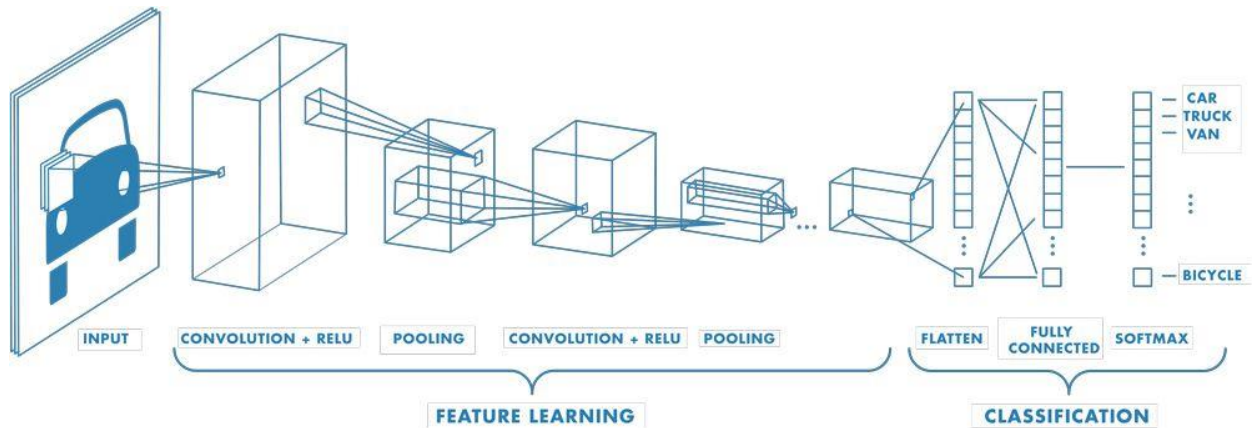 CAR
TRUCK
VAN
BICYCLE
INPUT
CONVOLUTION + RELU
POOLING
CONVOLUTION + RELU
POOLING
FLATTEN
FULLY
CONNECTED
SOFTMAX
FEATURE LEARNING
CLASSIFICATION